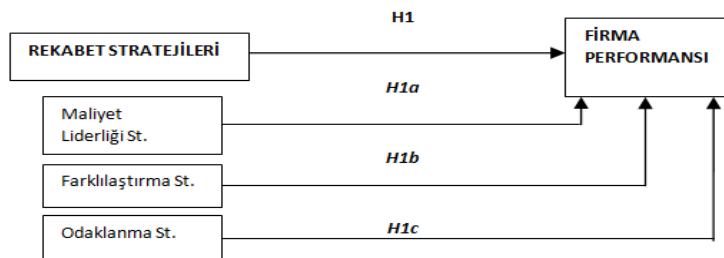 H1
REKABET STRATEJİLERİ
FİRMA
PERFORMANSI
H1a
Maliyet
Liderliği St.
H1b
Farklılaştırma St.
H1c
Odaklanma St.